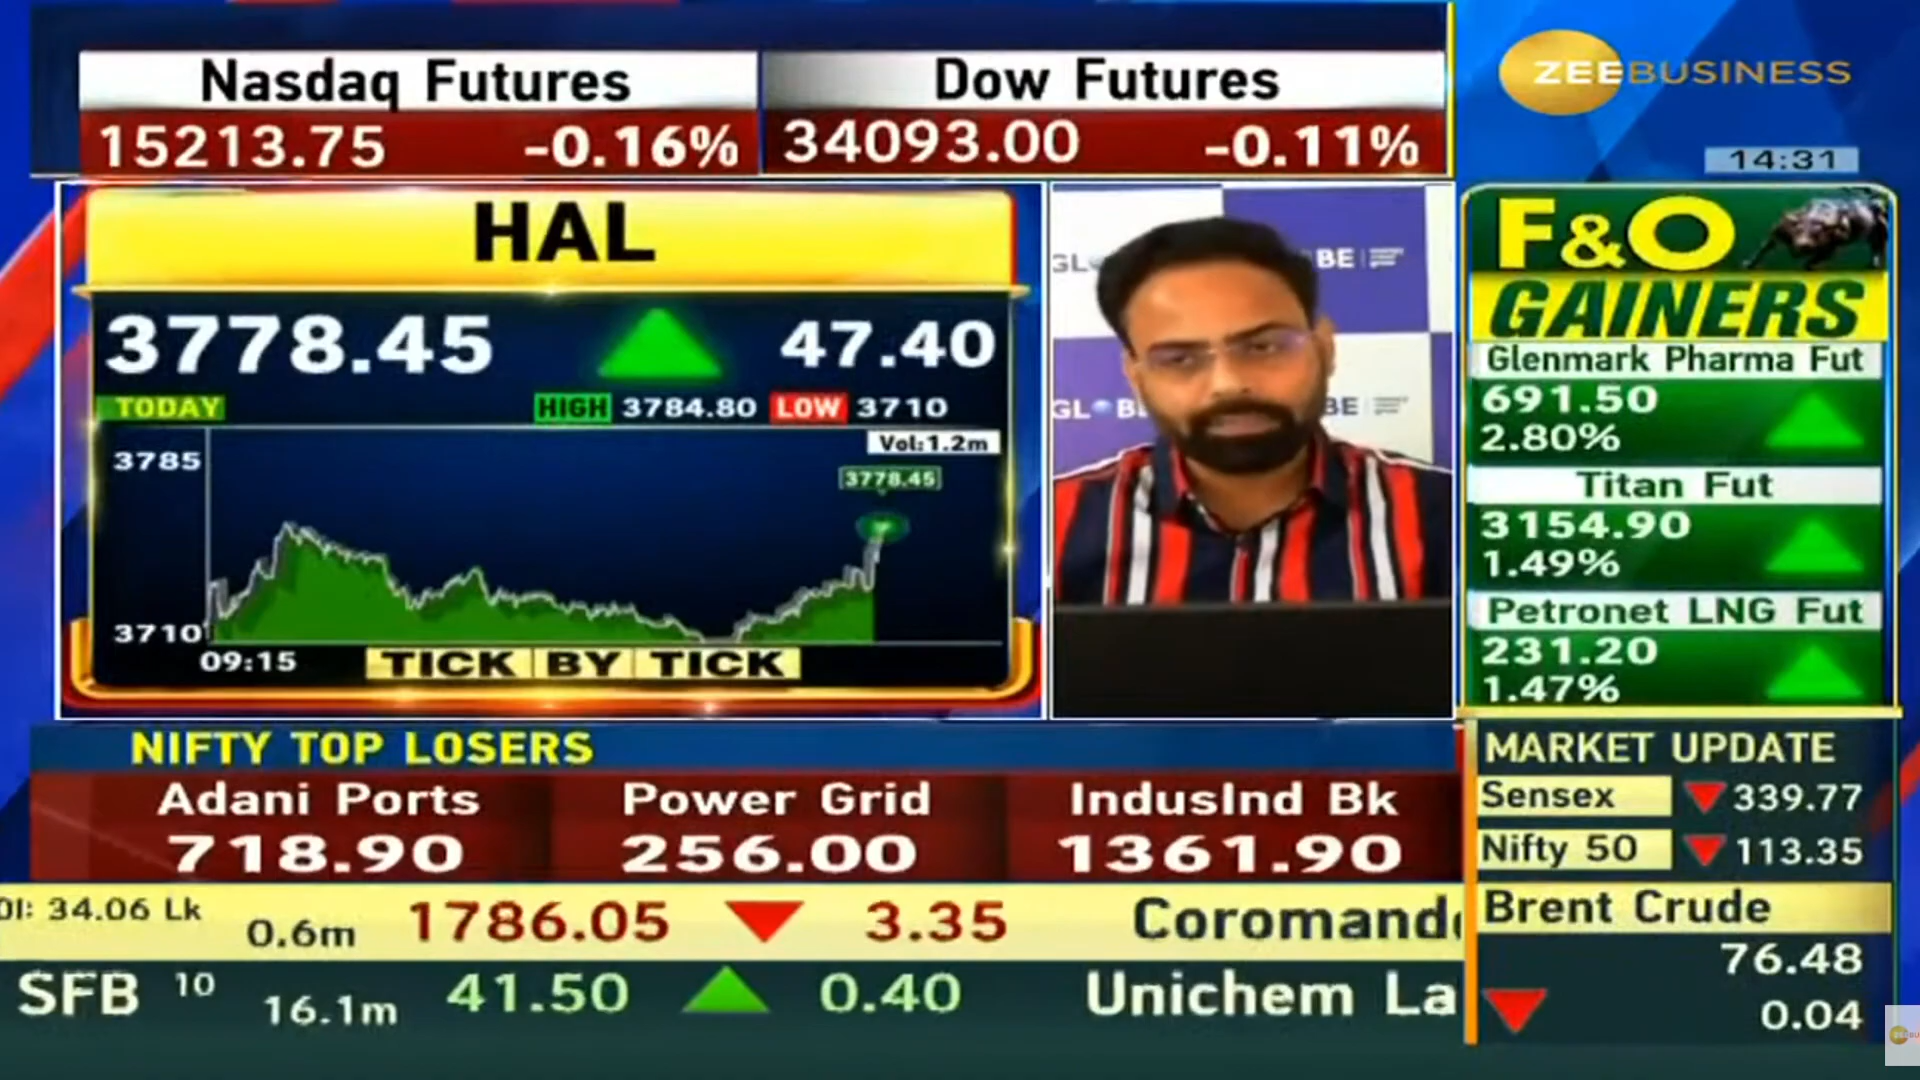 Nasdaq Futures
15213.75 -0.16%
Dow Futures
34093.00 -0.11%
ZEEBUSINESS
14:31
HAL
3778.45 47.40
TODAY HIGH 3784.80 LOW 3710
Vol:1.2m
3785
3778.45
3710
09:15
TICK BY TICK
BE
GL
F&O
GAINERS
Glenmark Pharma Fut
691.50
2.80%
Titan Fut
3154.90
1.49%
Petronet LNG Fut
231.20
1.47%
NIFTY TOP LOSERS
Adani Ports
718.90
Power Grid
256.00
IndusInd Bk
1361.90
MARKET UPDATE
Sensex 339.77
Nifty 50 113.35
Brent Crude
76.48
0.04
OI: 34.06 Lk 0.6m 1786.05 3.35 Coromand
SFB 10 16.1m 41.50 0.40 Unichem La